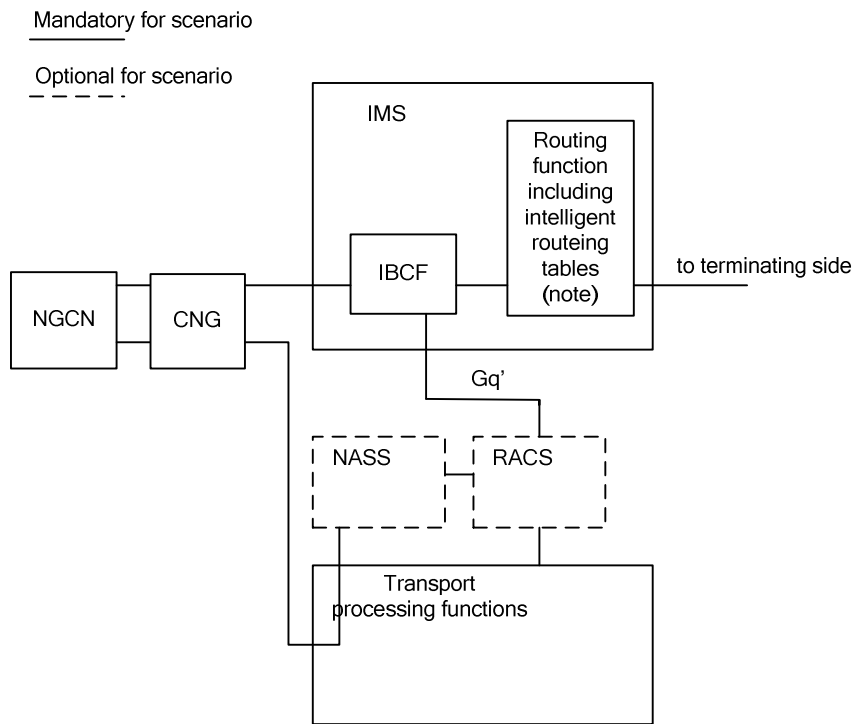 Mandatory for scenario
Optional for scenario
IMS
Routing
function
including
intelligent
routeing
tables
(note)
IBCF
to terminating side
NGCN
CNG
Gq’
NASS
RACS
Transport
processing functions